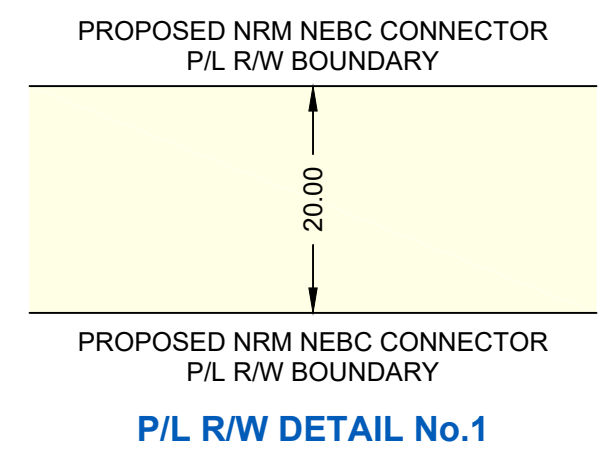 PROPOSED NRM NEBC CONNECTOR
P/L R/W BOUNDARY
20.00
PROPOSED NRM NEBC CONNECTOR
P/L R/W BOUNDARY
P/L R/W DETAIL No.1